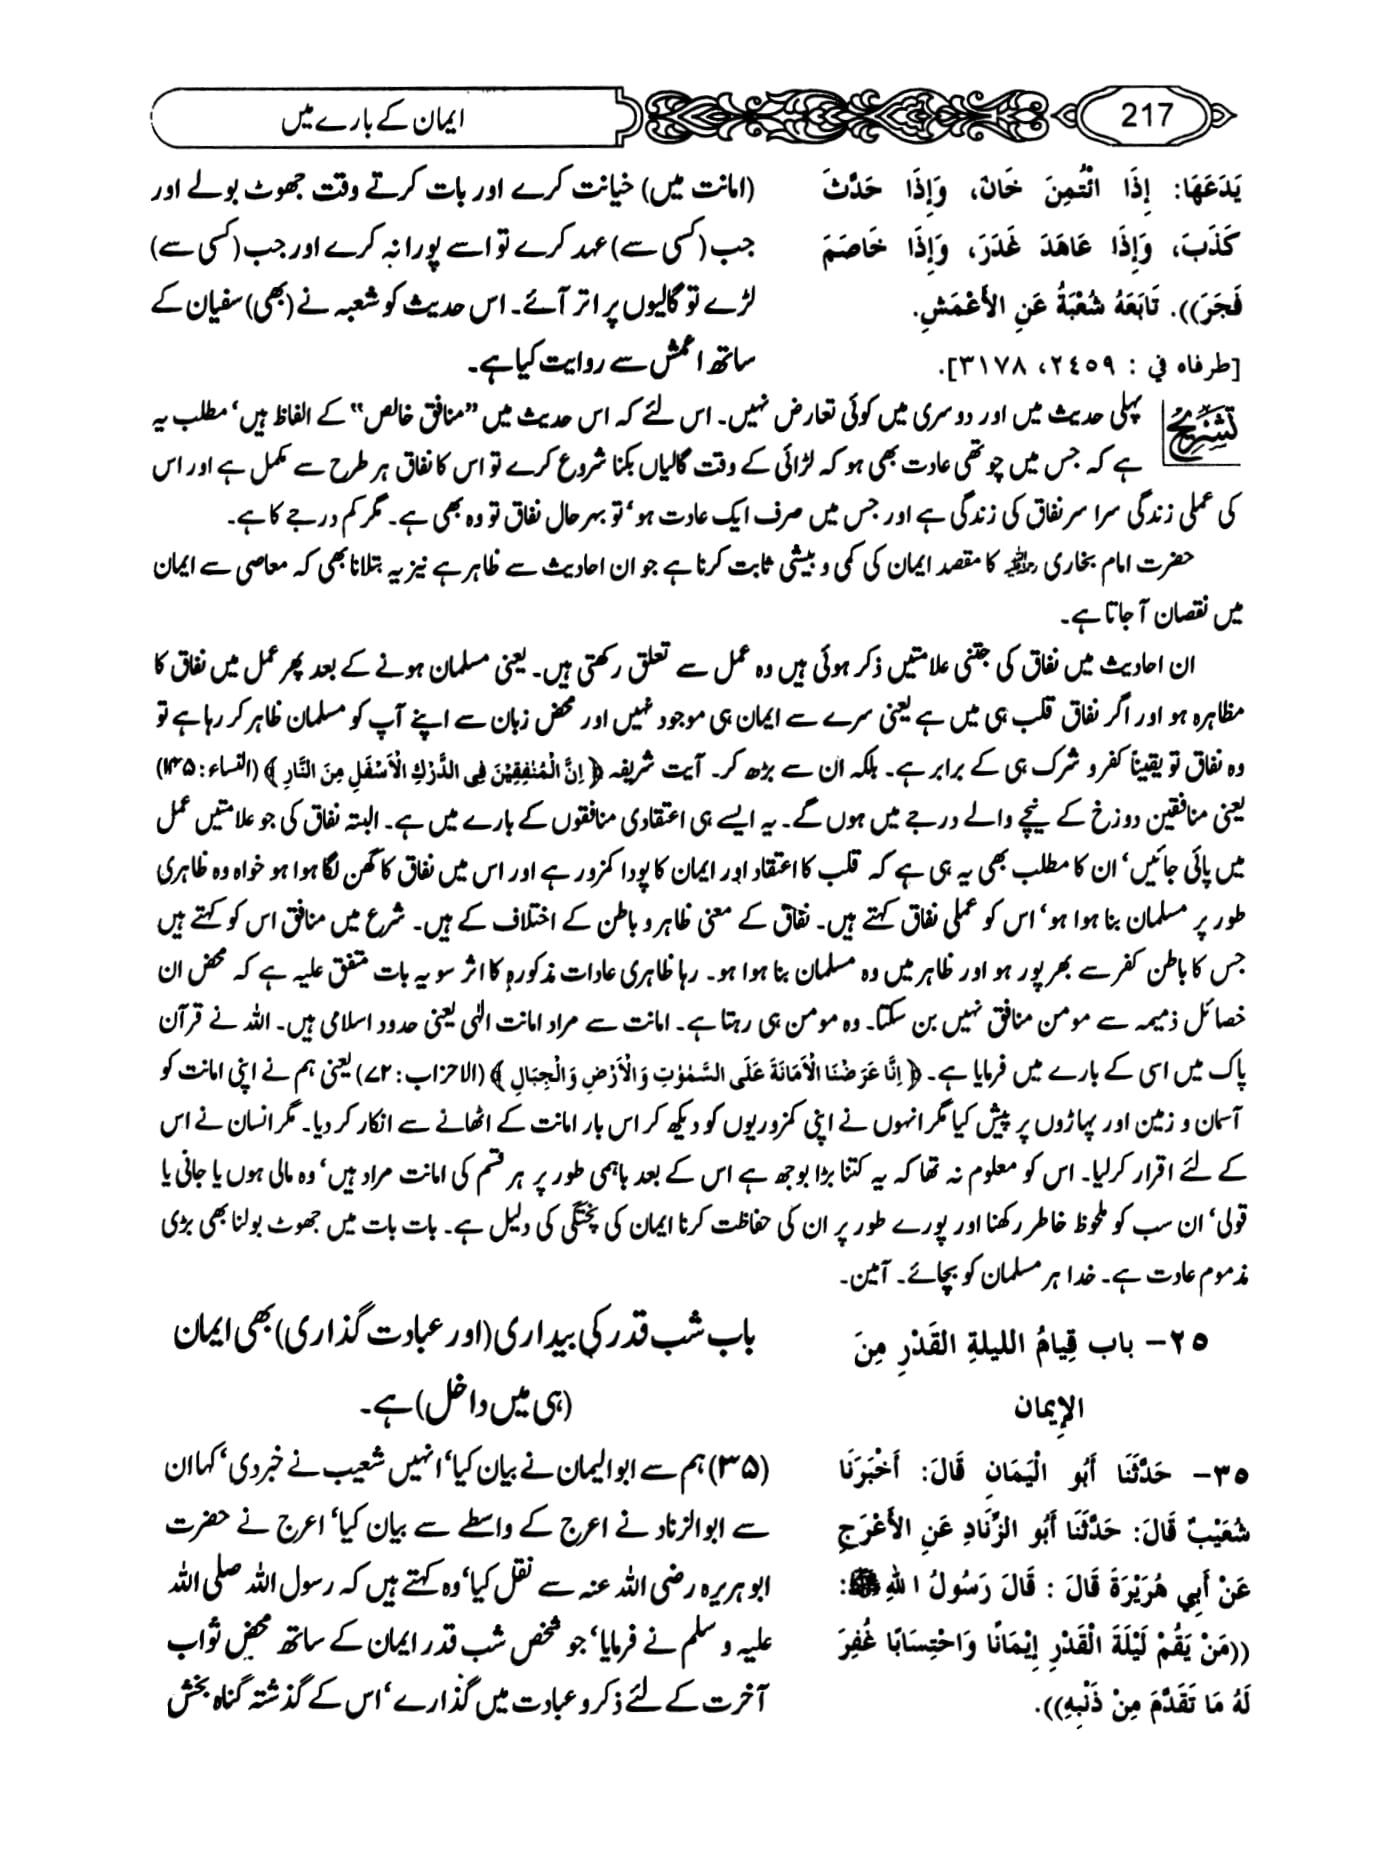 217
ایمان کے بارے میں
يَدَعَهَا: إِذَا ائْتُمِنَ خَانَ، وَإِذَا حَدَّثَ
كَذَبَ، وَإِذَا عَاهَدَ غَدَرَ، وَإِذَا خَاصَمَ
فَجَرَ)). تَابَعَهُ شُعْبَةُ عَنِ الأَعْمَشِ.
[طرفاه في : ٢٤٥٩، ٣١٧٨].
(امانت میں) خیانت کرے اور بات کرتے وقت جھوٹ بولے اور
جب (کسی سے) عہد کرے تو اسے پورا نہ کرے اور جب (کسی سے)
لڑے تو گالیوں پر اتر آئے۔ اس حدیث کو شعبہ نے (بھی) سفیان کے
ساتھ اعمش سے روایت کیا ہے۔
تشریح پہلی حدیث میں اور دوسری میں کوئی تعارض نہیں۔ اس لئے کہ اس حدیث میں "منافق خالص" کے الفاظ ہیں، مطلب یہ
ہے کہ جس میں چوتھی عادت بھی ہو کہ لڑائی کے وقت گالیاں بکنا شروع کرے تو اس کا نفاق ہر طرح سے مکمل ہے اور اس
کی عملی زندگی سراسر نفاق کی زندگی ہے اور جس میں صرف ایک عادت ہو، تو بہرحال نفاق تو وہ بھی ہے۔ مگر کم درجے کا ہے۔
حضرت امام بخاری رحمۃ اللہ علیہ کا مقصد ایمان کی کمی و بیشی ثابت کرنا ہے جو ان احادیث سے ظاہر ہے نیز یہ بتلانا بھی کہ معاصی سے ایمان
میں نقصان آ جاتا ہے۔
ان احادیث میں نفاق کی جتنی علامتیں ذکر ہوئی ہیں وہ عمل سے تعلق رکھتی ہیں۔ یعنی مسلمان ہونے کے بعد پھر عمل میں نفاق کا
مظاہرہ ہو اور اگر نفاق قلب ہی میں ہے یعنی سرے سے ایمان ہی موجود نہیں اور محض زبان سے اپنے آپ کو مسلمان ظاہر کر رہا ہے تو
وہ نفاق تو یقیناً کفر و شرک ہی کے برابر ہے۔ بلکہ ان سے بڑھ کر۔ آیت شریفہ ﴿ اِنَّ الْمُنٰفِقِیْنَ فِی الدَّرْكِ الْاَسْفَلِ مِنَ النَّارِ ﴾ (النساء: ۱۴۵)
یعنی منافقین دوزخ کے نیچے والے درجے میں ہوں گے۔ یہ ایسے ہی اعتقادی منافقوں کے بارے میں ہے۔ البتہ نفاق کی جو علامتیں عمل
میں پائی جائیں، ان کا مطلب بھی یہ ہی ہے کہ قلب کا اعتقاد اور ایمان کا پودا کمزور ہے اور اس میں نفاق کا گھن لگا ہوا ہو خواہ وہ ظاہری
طور پر مسلمان بنا ہوا ہو، اس کو عملی نفاق کہتے ہیں۔ نفاق کے معنی ظاہر و باطن کے اختلاف کے ہیں۔ شرع میں منافق اس کو کہتے ہیں
جس کا باطن کفر سے بھرپور ہو اور ظاہر میں وہ مسلمان بنا ہوا ہو۔ رہا ظاہری عادات مذکورہ کا اثر سو یہ بات متفق علیہ ہے کہ محض ان
خصائل ذمیمہ سے مومن منافق نہیں بن سکتا۔ وہ مومن ہی رہتا ہے۔ امانت سے مراد امانت الٰہی یعنی حدود اسلامی ہیں۔ اللہ نے قرآن
پاک میں اسی کے بارے میں فرمایا ہے۔ ﴿ اِنَّا عَرَضْنَا الْاَمَانَةَ عَلَی السَّمٰوٰتِ وَالْاَرْضِ وَالْجِبَالِ ﴾ (الاحزاب: ۷۲) یعنی ہم نے اپنی امانت کو
آسمان و زمین اور پہاڑوں پر پیش کیا مگر انہوں نے اپنی کمزوریوں کو دیکھ کر اس بار امانت کے اٹھانے سے انکار کر دیا۔ مگر انسان نے اس
کے لئے اقرار کر لیا۔ اس کو معلوم نہ تھا کہ یہ کتنا بڑا بوجھ ہے اس کے بعد باہمی طور پر ہر قسم کی امانت مراد ہیں، وہ مالی ہوں یا جانی یا
قولی، ان سب کو ملحوظ خاطر رکھنا اور پورے طور پر ان کی حفاظت کرنا ایمان کی پختگی کی دلیل ہے۔ بات بات میں جھوٹ بولنا بھی بڑی
مذموم عادت ہے۔ خدا ہر مسلمان کو بچائے۔ آمین۔
٢٥- باب قِيَامُ الليلةِ القَدْرِ مِنَ
الإِيمان
باب شب قدر کی بیداری (اور عبادت گذاری) بھی ایمان
(ہی میں داخل) ہے۔
٣٥- حَدَّثَنَا أَبُو الْيَمَانِ قَالَ: أَخْبَرَنَا
شُعَيْبٌ قَالَ: حَدَّثَنَا أَبُو الزِّنَادِ عَنِ الأَعْرَجِ
عَنْ أَبِي هُرَيْرَةَ قَالَ : قَالَ رَسُولُ اللهِ ﷺ:
((مَنْ يَقُمْ لَيْلَةَ الْقَدْرِ إِيْمَانًا وَاحْتِسَابًا غُفِرَ
لَهُ مَا تَقَدَّمَ مِنْ ذَنْبِهِ)).
(۳۵) ہم سے ابوالیمان نے بیان کیا، انہیں شعیب نے خبر دی، کہا ان
سے ابوالزناد نے اعرج کے واسطے سے بیان کیا، اعرج نے حضرت
ابو ہریرہ رضی اللہ عنہ سے نقل کیا، وہ کہتے ہیں کہ رسول اللہ صلی اللہ
علیہ و سلم نے فرمایا، جو شخص شب قدر ایمان کے ساتھ محض ثواب
آخرت کے لئے ذکر و عبادت میں گذارے، اس کے گذشتہ گناہ بخش